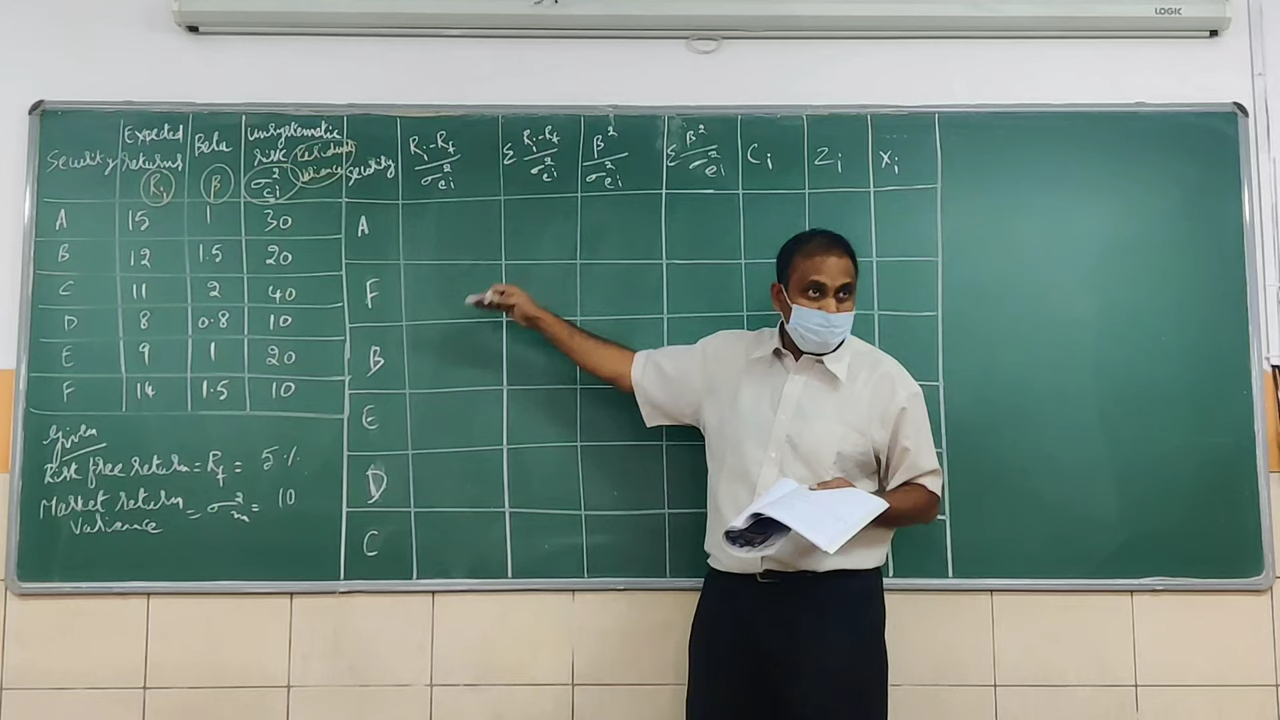 LOGIC
Security Expected returns Ri Beta β Unsystematic risk Residual Variance σ²ei
A 15 1 30
B 12 1.5 20
C 11 2 40
D 8 0.8 10
E 9 1 20
F 14 1.5 10
Given
Risk free return = Rf = 5%
Market return Variance = σ²m = 10
Security Ri-Rf/σ²ei Σ Ri-Rf/σ²ei β²/σ²ei Σ β²/σ²ei Ci Zi Xi
A
F
B
E
D
C